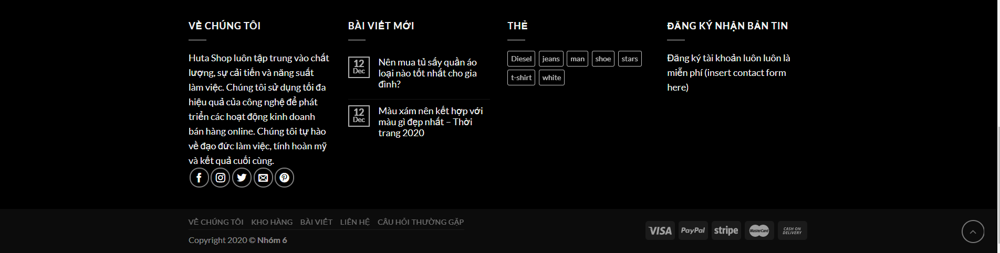 VỀ CHÚNG TÔI
Huta Shop luôn tập trung vào chất
lượng, sự cải tiến và năng suất
làm việc. Chúng tôi sử dụng tối đa
hiệu quả của công nghệ để phát
triển các hoạt động kinh doanh
bán hàng online. Chúng tôi tự hào
về đạo đức làm việc, tính hoàn mỹ
và kết quả cuối cùng.
BÀI VIẾT MỚI
12
Dec
Nên mua tủ sấy quần áo
loại nào tốt nhất cho gia
đình?
12
Dec
Màu xám nên kết hợp với
màu gì đẹp nhất – Thời
trang 2020
THẺ
Diesel jeans man shoe stars
t-shirt white
ĐĂNG KÝ NHẬN BẢN TIN
Đăng ký tài khoản luôn luôn là
miễn phí (insert contact form
here)
VỀ CHÚNG TÔI KHO HÀNG BÀI VIẾT LIÊN HỆ CÂU HỎI THƯỜNG GẶP
Copyright 2020 © Nhóm 6
VISA PayPal stripe MasterCard CASH ON
DELIVERY